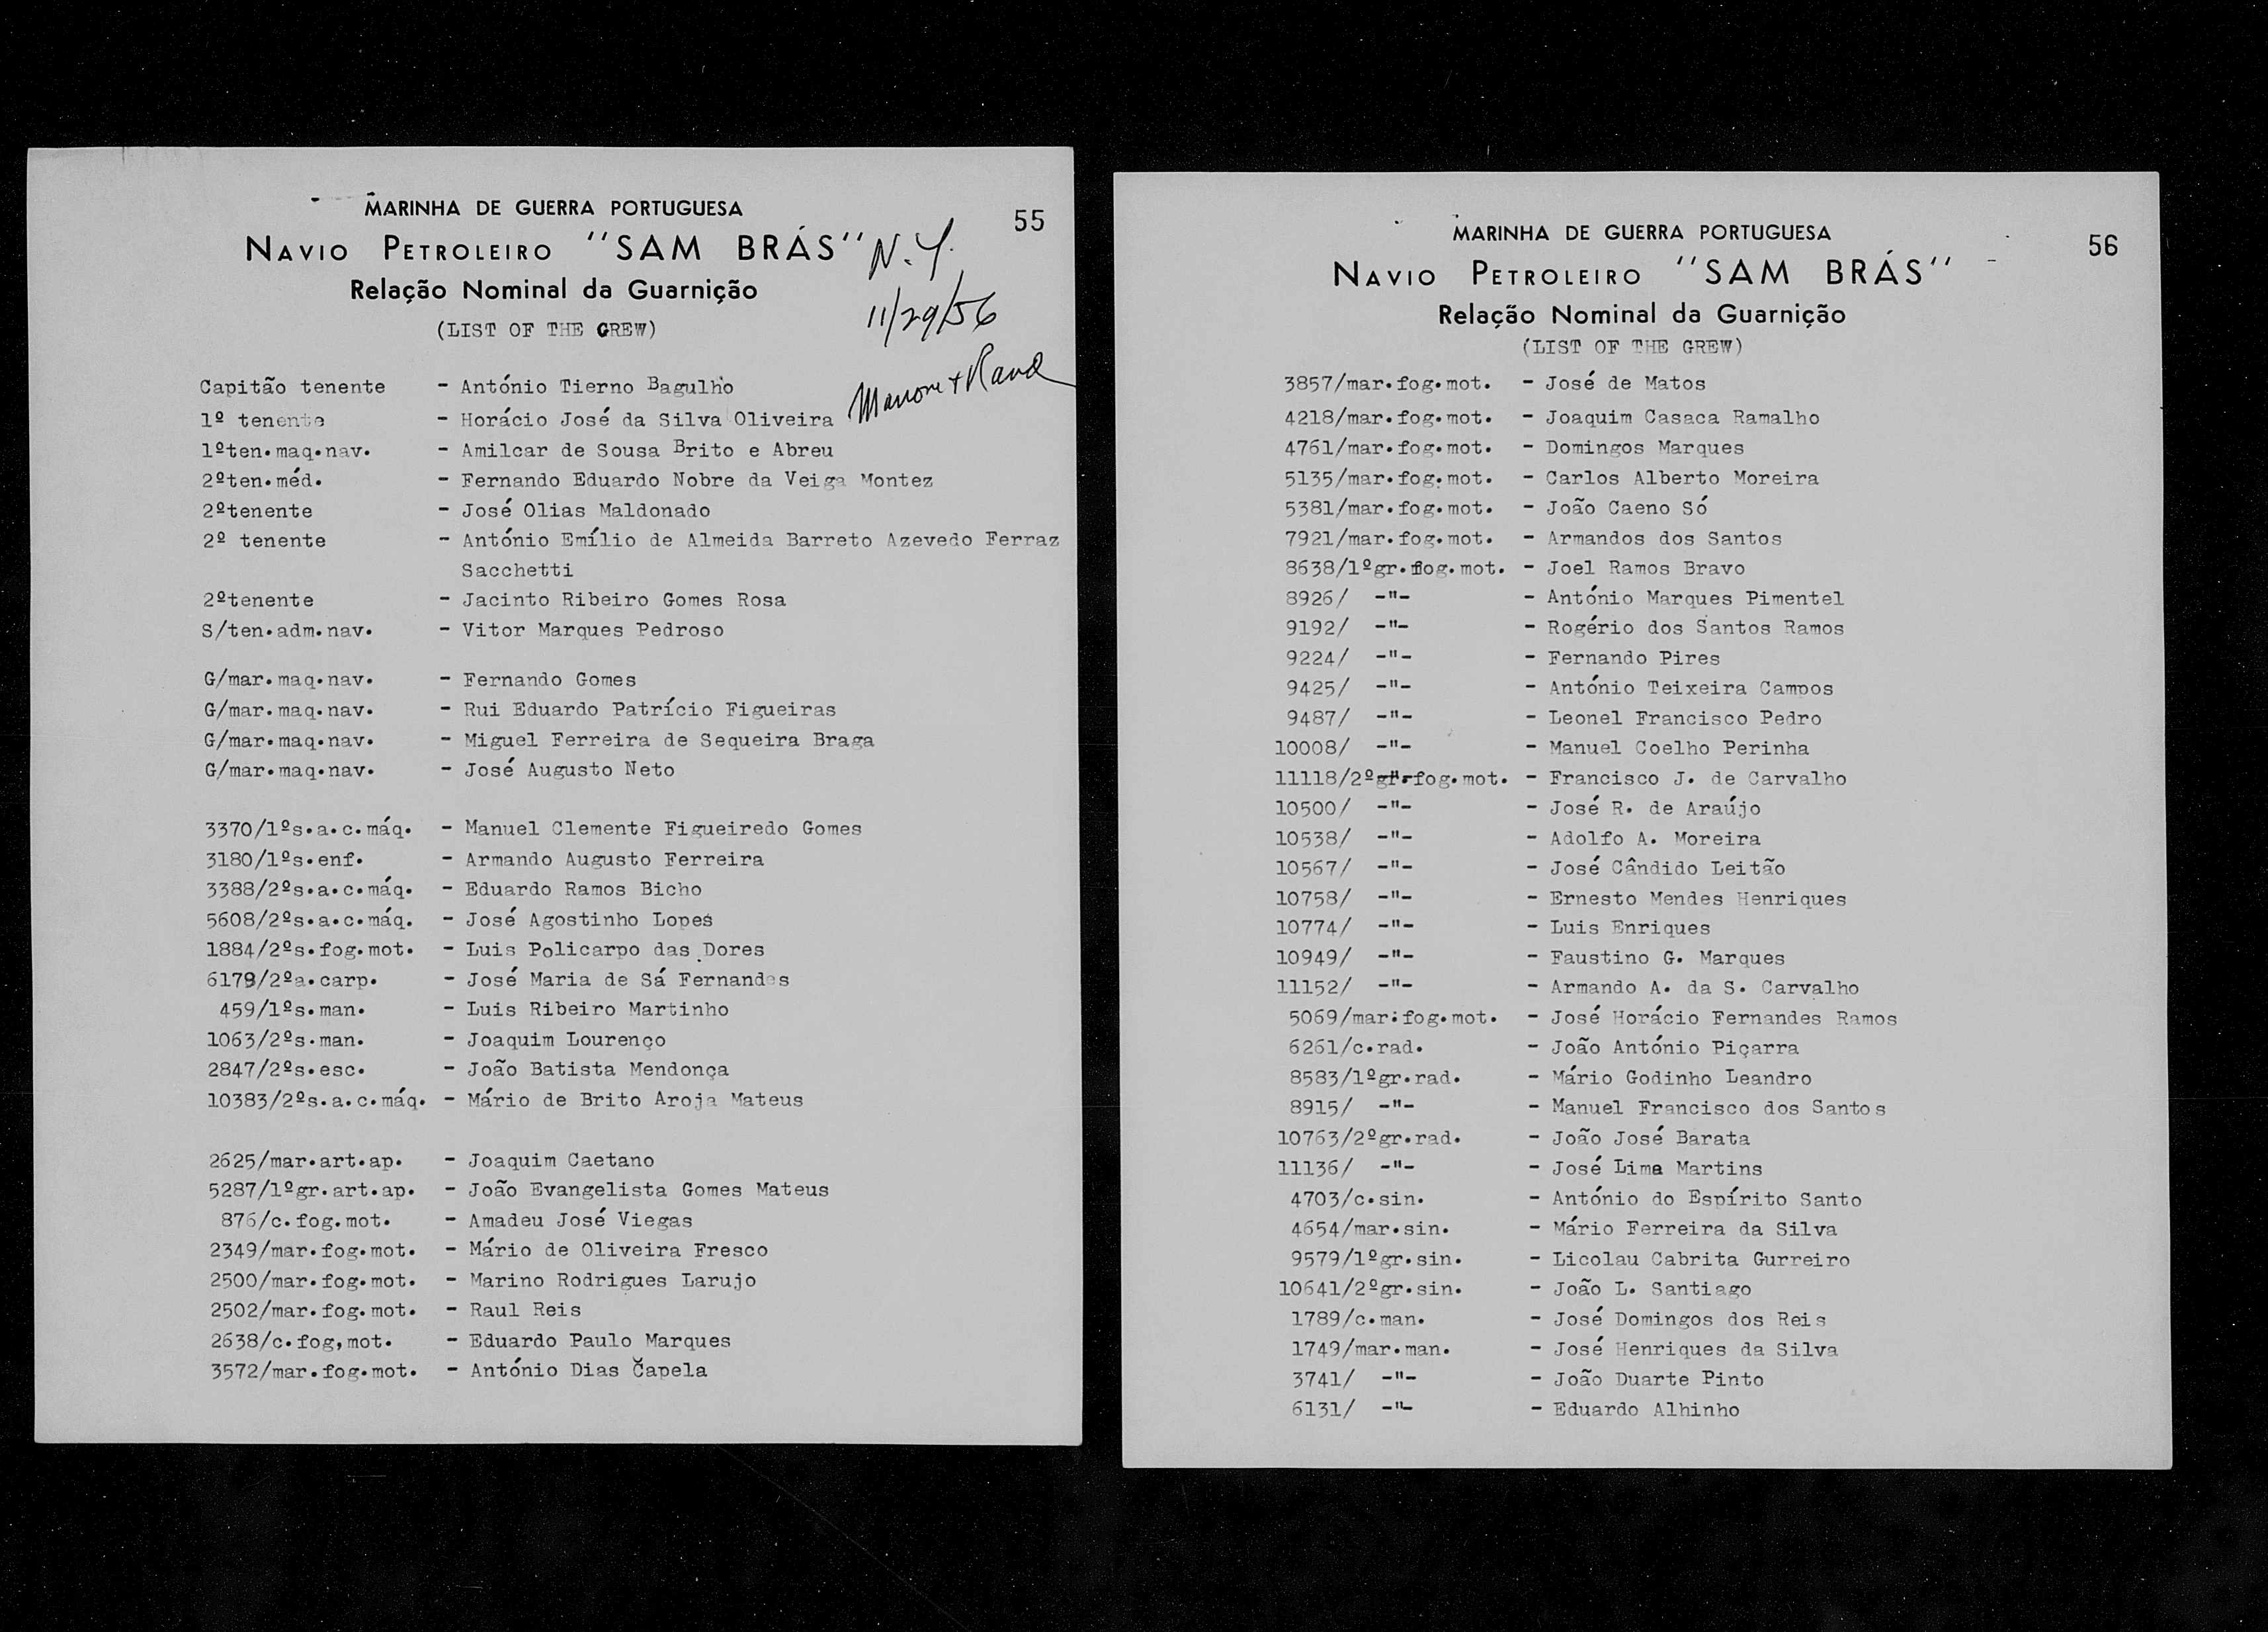 MARINHA DE GUERRA PORTUGUESA
55
NAVIO PETROLEIRO "SAM BRÁS"
N.Y.
Relação Nominal da Guarnição
11/29/56
(LIST OF THE GREW)
Capitão tenente - António Tierno Bagulho
1º tenente - Horácio José da Silva Oliveira
1ºten.maq.nav. - Amilcar de Sousa Brito e Abreu
2ºten.méd. - Fernando Eduardo Nobre da Veiga Montez
2ºtenente - José Olias Maldonado
2º tenente - António Emílio de Almeida Barreto Azevedo Ferraz
Sacchetti
2ºtenente - Jacinto Ribeiro Gomes Rosa
S/ten.adm.nav. - Vitor Marques Pedroso
G/mar.maq.nav. - Fernando Gomes
G/mar.maq.nav. - Rui Eduardo Patrício Figueiras
G/mar.maq.nav. - Miguel Ferreira de Sequeira Braga
G/mar.maq.nav. - José Augusto Neto
3370/1ºs.a.c.máq. - Manuel Clemente Figueiredo Gomes
3180/1ºs.enf. - Armando Augusto Ferreira
3388/2ºs.a.c.máq. - Eduardo Ramos Bicho
5608/2ºs.a.c.máq. - José Agostinho Lopes
1884/2ºs.fog.mot. - Luis Policarpo das Dores
6179/2ºa.carp. - José Maria de Sá Fernandes
459/1ºs.man. - Luis Ribeiro Martinho
1063/2ºs.man. - Joaquim Lourenço
2847/2ºs.esc. - João Batista Mendonça
10383/2ºs.a.c.máq. - Mário de Brito Aroja Mateus
2625/mar.art.ap. - Joaquim Caetano
5287/1ºgr.art.ap. - João Evangelista Gomes Mateus
876/c.fog.mot. - Amadeu José Viegas
2349/mar.fog.mot. - Mário de Oliveira Fresco
2500/mar.fog.mot. - Marino Rodrigues Larujo
2502/mar.fog.mot. - Raul Reis
2638/c.fog,mot. - Eduardo Paulo Marques
3572/mar.fog.mot. - António Dias Capela
MARINHA DE GUERRA PORTUGUESA
56
NAVIO PETROLEIRO "SAM BRÁS"
Relação Nominal da Guarnição
(LIST OF THE GREW)
3857/mar.fog.mot. - José de Matos
4218/mar.fog.mot. - Joaquim Casaca Ramalho
4761/mar.fog.mot. - Domingos Marques
5135/mar.fog.mot. - Carlos Alberto Moreira
5381/mar.fog.mot. - João Caeno Só
7921/mar.fog.mot. - Armandos dos Santos
8638/1ºgr.fog.mot. - Joel Ramos Bravo
8926/ -"- - António Marques Pimentel
9192/ -"- - Rogério dos Santos Ramos
9224/ -"- - Fernando Pires
9425/ -"- - António Teixeira Campos
9487/ -"- - Leonel Francisco Pedro
10008/ -"- - Manuel Coelho Perinha
11118/2ºgr.fog.mot. - Francisco J. de Carvalho
10500/ -"- - José R. de Araújo
10538/ -"- - Adolfo A. Moreira
10567/ -"- - José Cândido Leitão
10758/ -"- - Ernesto Mendes Henriques
10774/ -"- - Luis Enriques
10949/ -"- - Faustino G. Marques
11152/ -"- - Armando A. da S. Carvalho
5069/mar.fog.mot. - José Horácio Fernandes Ramos
6261/c.rad. - João António Piçarra
8583/1ºgr.rad. - Mário Godinho Leandro
8915/ -"- - Manuel Francisco dos Santos
10763/2ºgr.rad. - João José Barata
11136/ -"- - José Lima Martins
4703/c.sin. - António do Espírito Santo
4654/mar.sin. - Mário Ferreira da Silva
9579/1ºgr.sin. - Licolau Cabrita Gurreiro
10641/2ºgr.sin. - João L. Santiago
1789/c.man. - José Domingos dos Reis
1749/mar.man. - José Henriques da Silva
3741/ -"- - João Duarte Pinto
6131/ -"- - Eduardo Alhinho